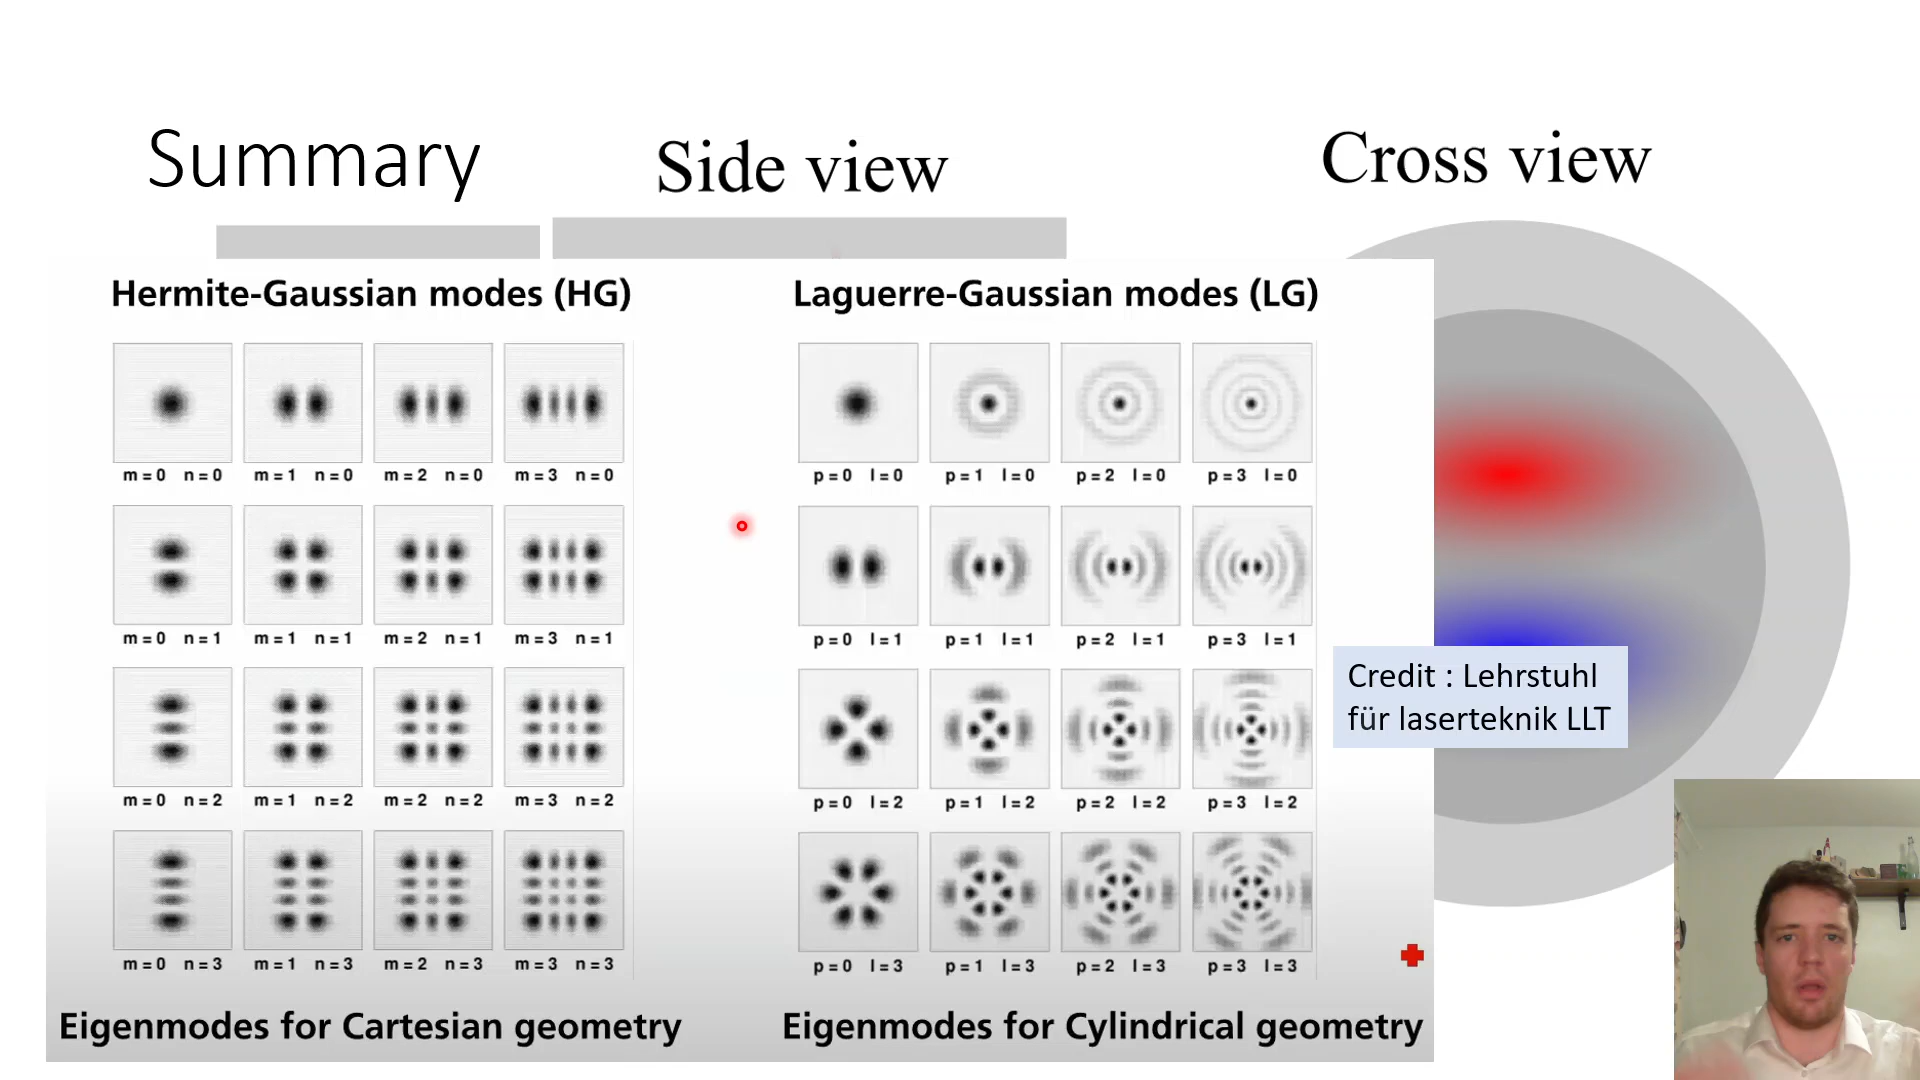 Summary
Side view
Cross view
Hermite-Gaussian modes (HG)
m = 0 n = 0 m = 1 n = 0 m = 2 n = 0 m = 3 n = 0
m = 0 n = 1 m = 1 n = 1 m = 2 n = 1 m = 3 n = 1
m = 0 n = 2 m = 1 n = 2 m = 2 n = 2 m = 3 n = 2
m = 0 n = 3 m = 1 n = 3 m = 2 n = 3 m = 3 n = 3
Eigenmodes for Cartesian geometry
Laguerre-Gaussian modes (LG)
p = 0 l = 0 p = 1 l = 0 p = 2 l = 0 p = 3 l = 0
p = 0 l = 1 p = 1 l = 1 p = 2 l = 1 p = 3 l = 1
p = 0 l = 2 p = 1 l = 2 p = 2 l = 2 p = 3 l = 2
p = 0 l = 3 p = 1 l = 3 p = 2 l = 3 p = 3 l = 3
Eigenmodes for Cylindrical geometry
Credit : Lehrstuhl
für laserteknik LLT